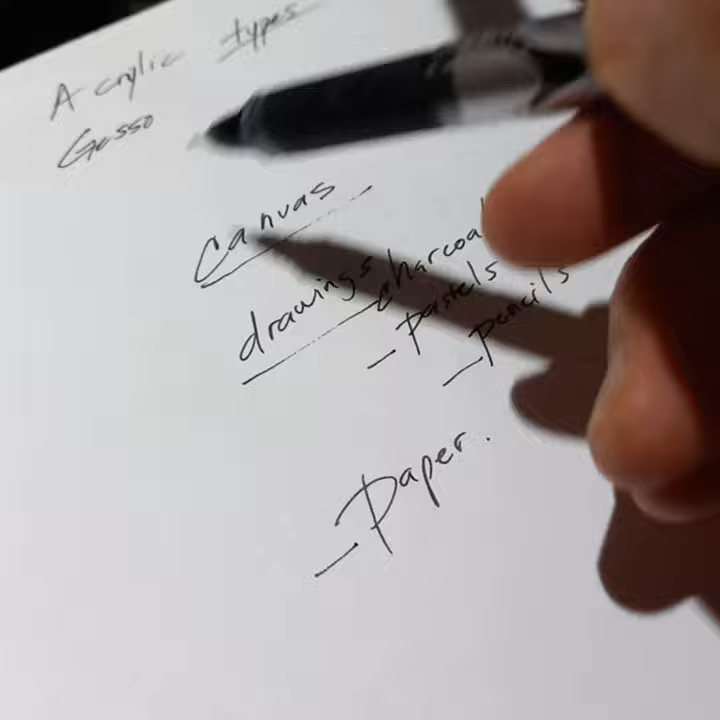 Acrylic types
Gesso
Canvas
drawings - charcoal
- Pastels
- pencils
- Paper.